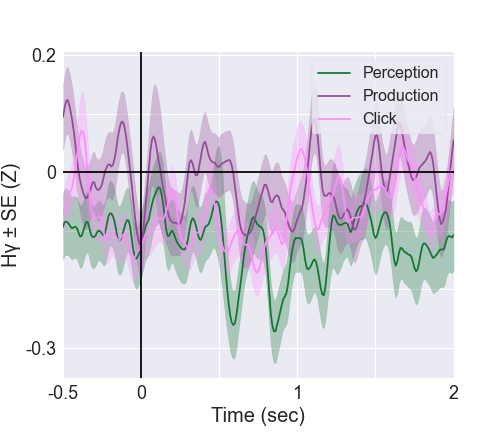 0.2
Perception
Production
Click
0
Hγ ± SE (Z)
-0.3
-0.5
0
1
2
Time (sec)